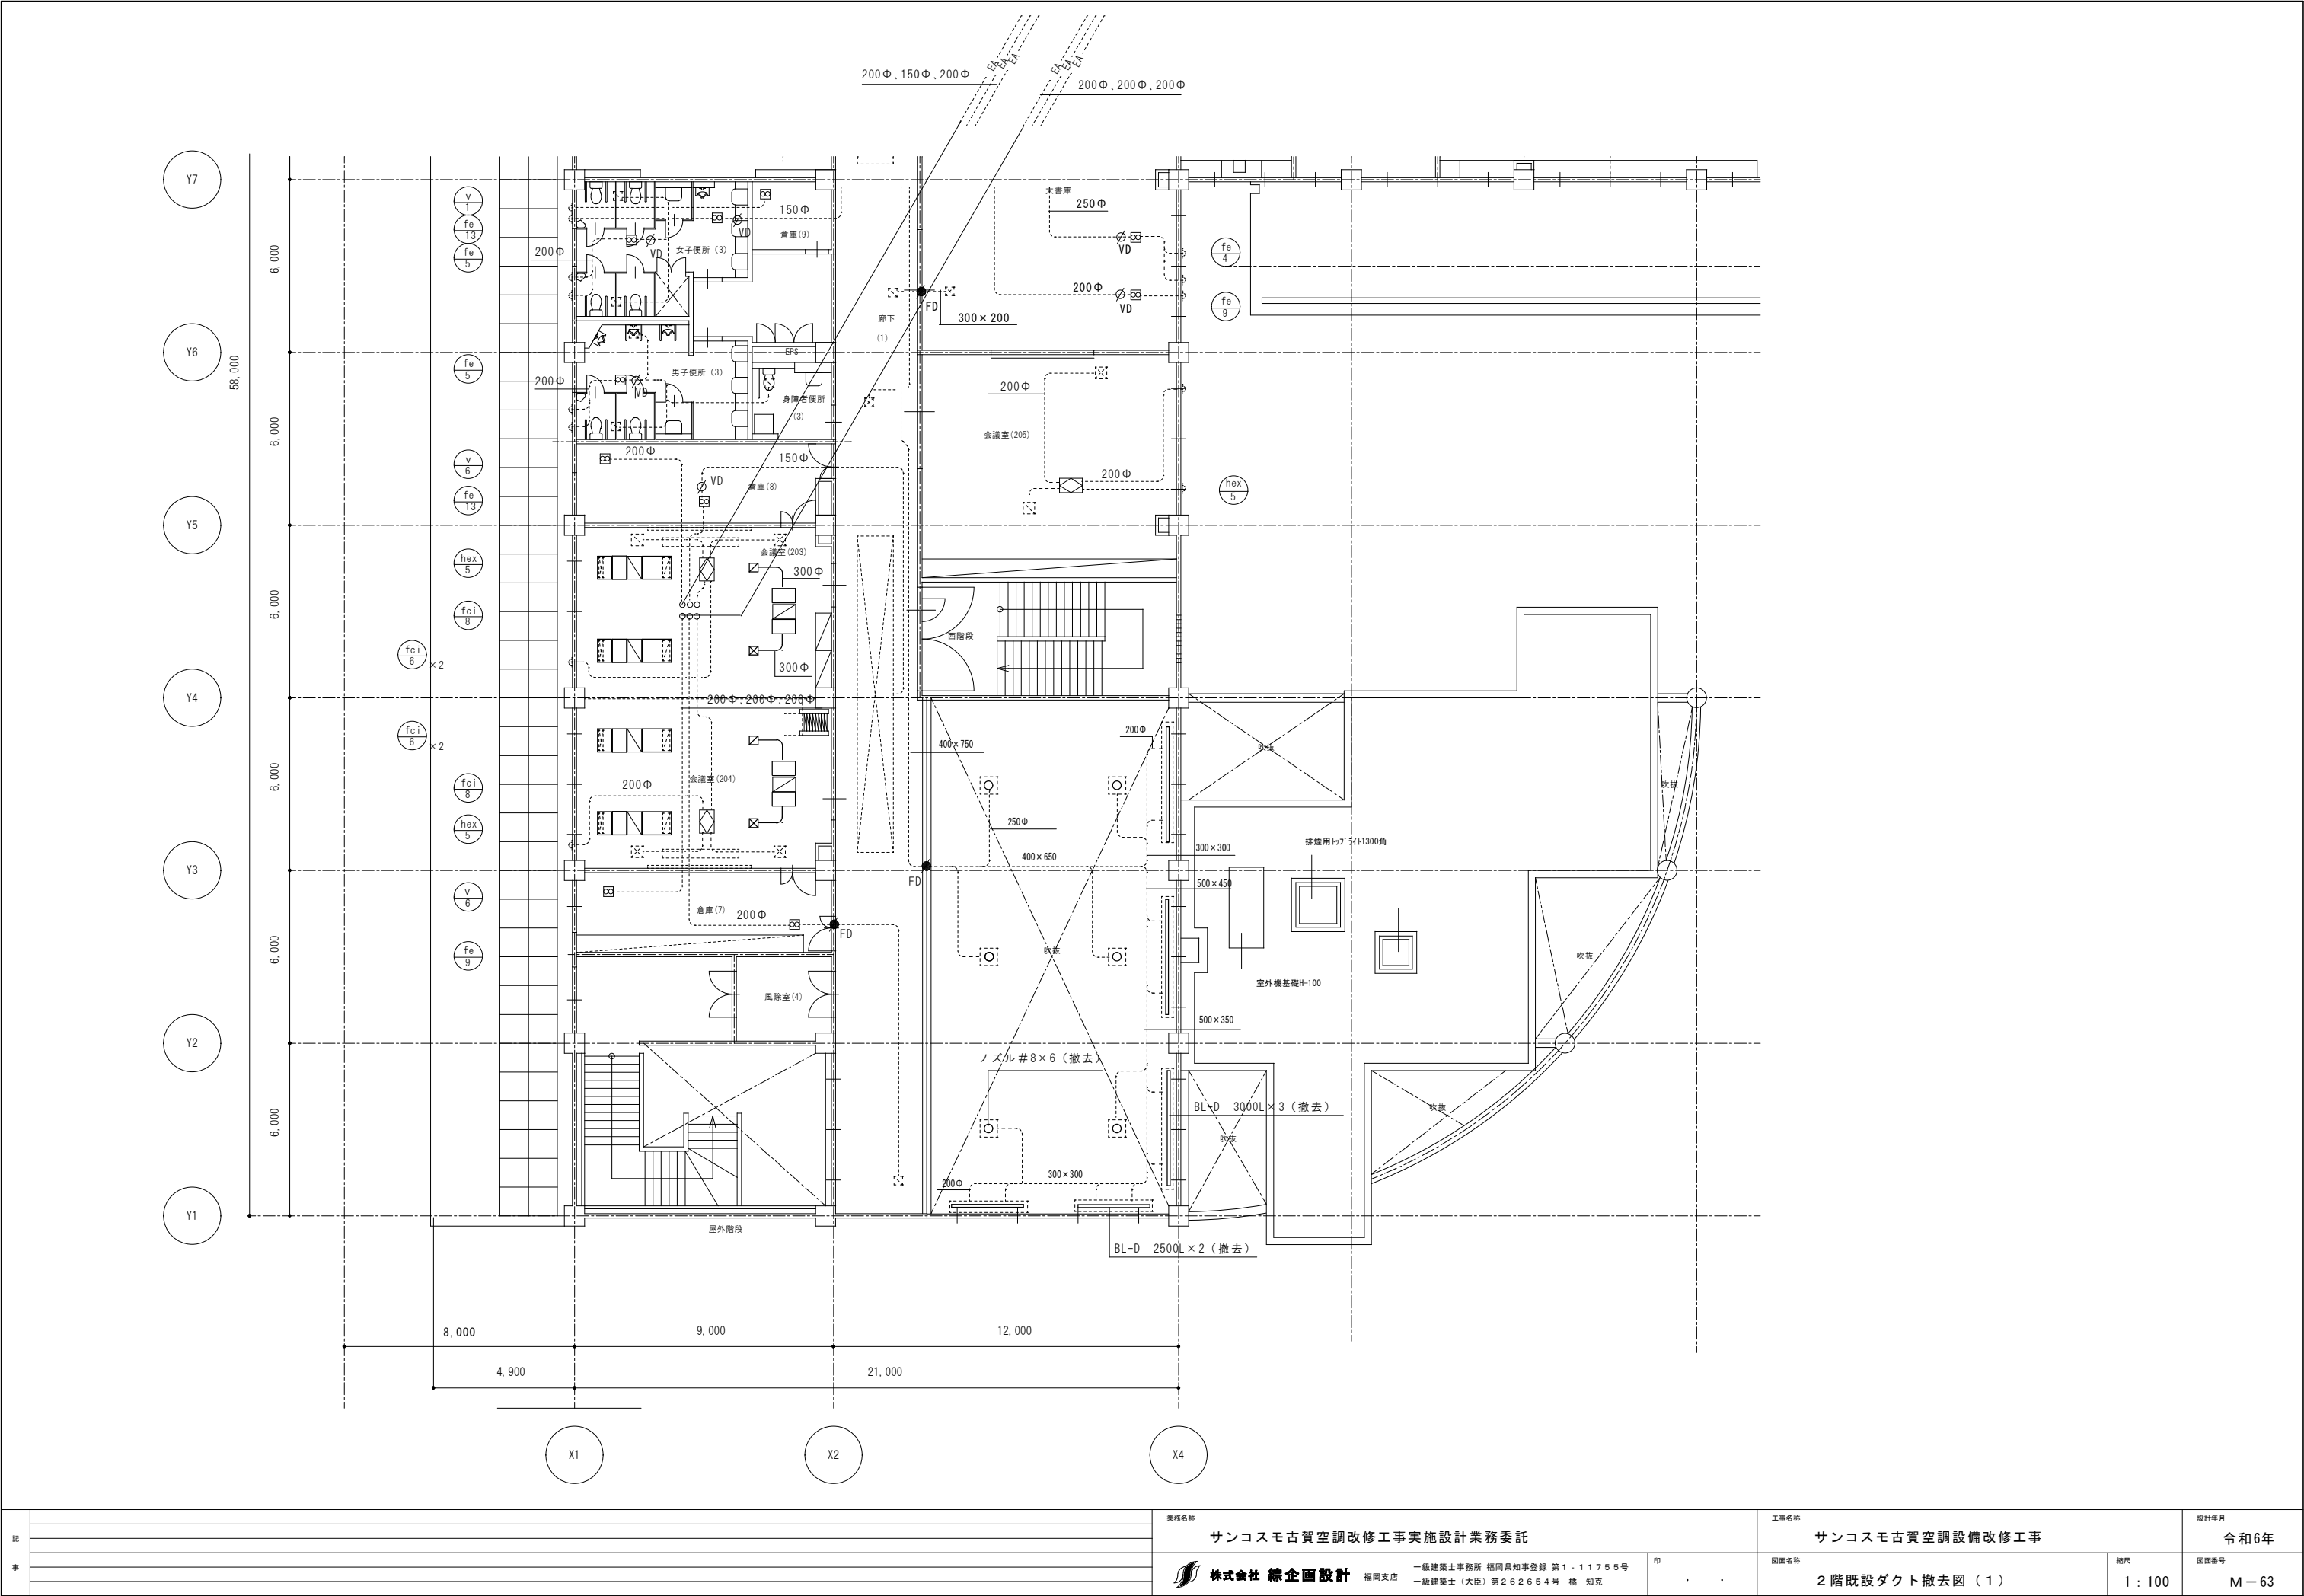 200Φ、150Φ、200Φ
EA
EA
EA
EA
EA
EA
200Φ、200Φ、200Φ
Y7
Y6
Y5
Y4
Y3
Y2
Y1
58,000
6,000
6,000
6,000
6,000
6,000
6,000
v
1
fe
13
fe
5
fe
5
v
6
fe
13
hex
5
fci
8
fci
6
×2
fci
6
×2
fci
8
hex
5
v
6
fe
9
150Φ
倉庫(9)
VD
女子便所(3)
VD
200Φ
200Φ
男子便所(3)
VD
EPS
身障者便所
(3)
廊下
(1)
FD
300×200
大書庫
250Φ
VD
200Φ
VD
fe
4
fe
9
200Φ
会議室(205)
200Φ
hex
5
200Φ
150Φ
VD
倉庫(8)
会議室(203)
300Φ
300Φ
西階段
200Φ、200Φ、200Φ
会議室(204)
200Φ
倉庫(7)
200Φ
FD
風除室(4)
屋外階段
400×750
200Φ
250Φ
400×650
FD
300×300
500×450
吹抜
500×350
ノズル#8×6(撤去)
BL-D 3000L×3(撤去)
300×300
200Φ
BL-D 2500L×2(撤去)
吹抜
吹抜
排煙用トップライト1300角
室外機基礎H-100
吹抜
吹抜
吹抜
8,000
9,000
12,000
4,900
21,000
X1
X2
X4
記
事
業務名称
サンコスモ古賀空調改修工事実施設計業務委託
株式会社 綜企画設計 福岡支店
一級建築士事務所 福岡県知事登録 第1-11755号
一級建築士(大臣)第262654号 橘 知克
印
・ ・
工事名称
サンコスモ古賀空調設備改修工事
設計年月
令和6年
図面名称
2階既設ダクト撤去図(1)
縮尺
1:100
図面番号
M-63